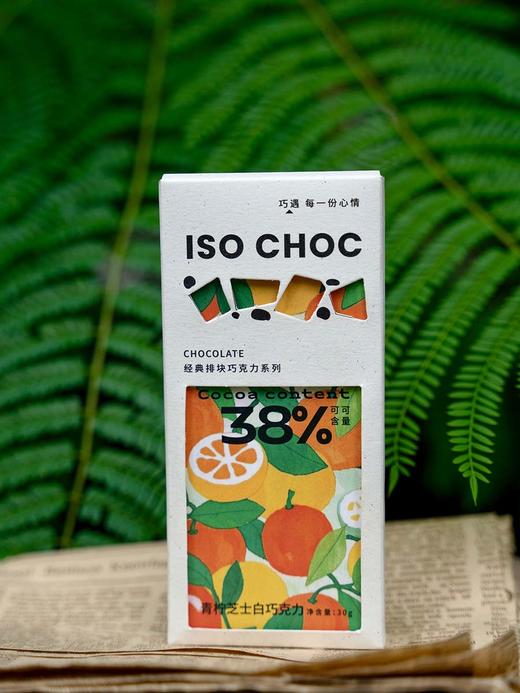 巧遇 每一份心情
ISO CHOC
CHOCOLATE
经典排块巧克力系列
Cocoa content
38% 可可含量
青柠芝士白巧克力 净含量:30g